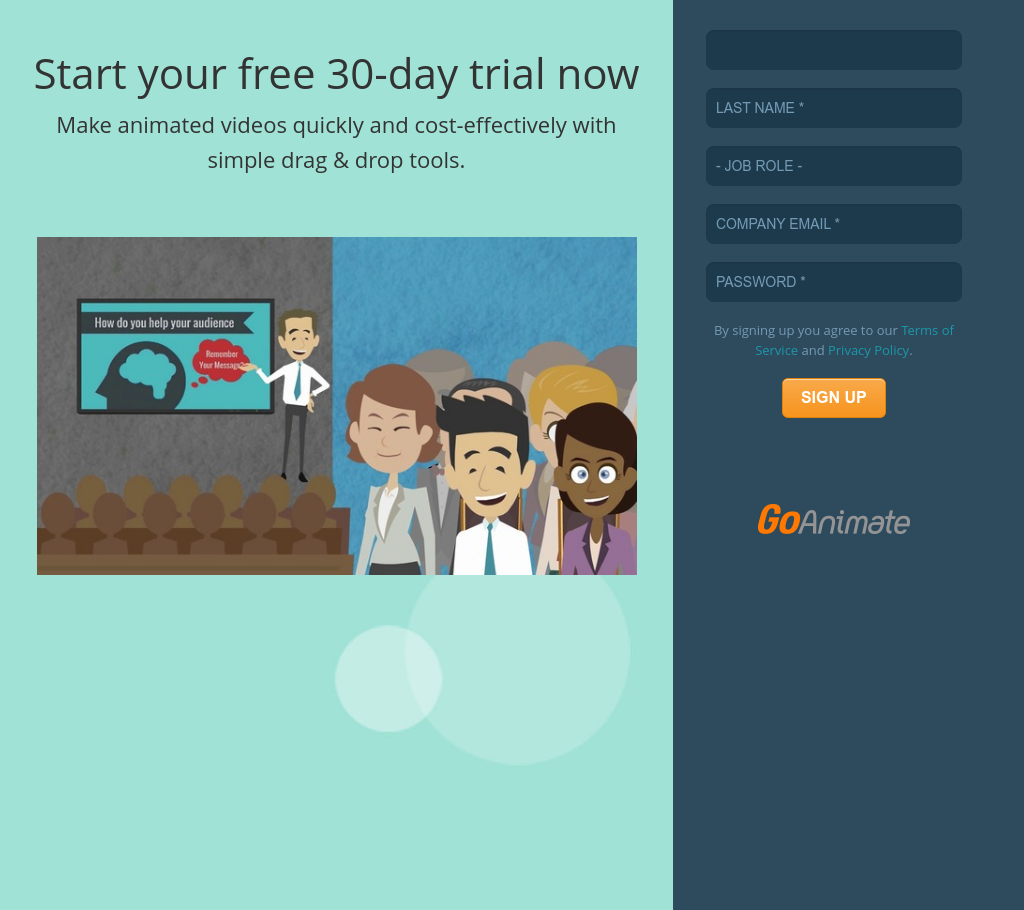 Start your free 30-day trial now
Make animated videos quickly and cost-effectively with
simple drag & drop tools.
How do you help your audience
Remember
Your Message?
LAST NAME *
- JOB ROLE -
COMPANY EMAIL *
PASSWORD *
By signing up you agree to our Terms of
Service and Privacy Policy.
SIGN UP
GoAnimate